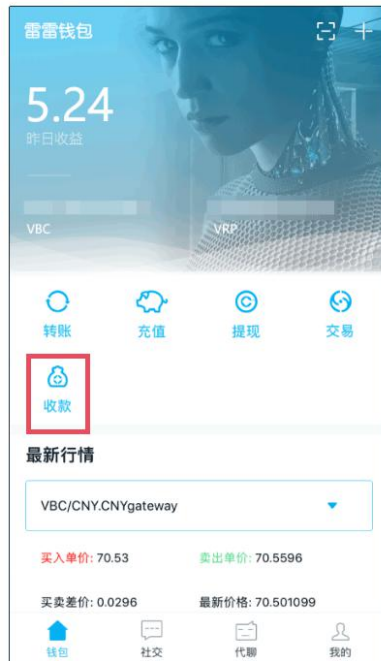 雷雷钱包
5.24
昨日收益
VBC VRP
转账 充值 提现 交易
收款
最新行情
VBC/CNY.CNYgateway
买入单价: 70.53 卖出单价: 70.5596
买卖差价: 0.0296 最新价格: 70.501099
钱包 社交 代聊 我的